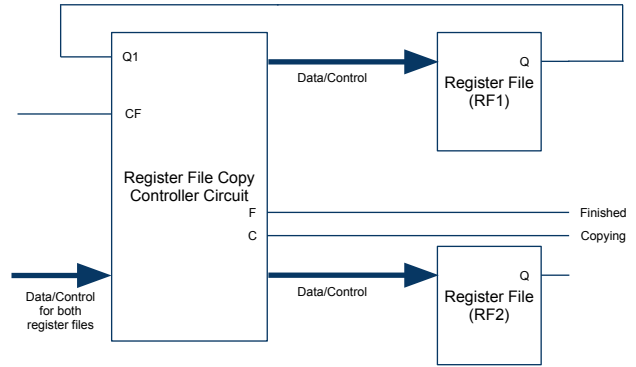 Q1
Data/Control
Q
Register File
(RF1)
CF
Register File Copy
Controller Circuit
F
Finished
C
Copying
Data/Control
for both
register files
Data/Control
Q
Register File
(RF2)